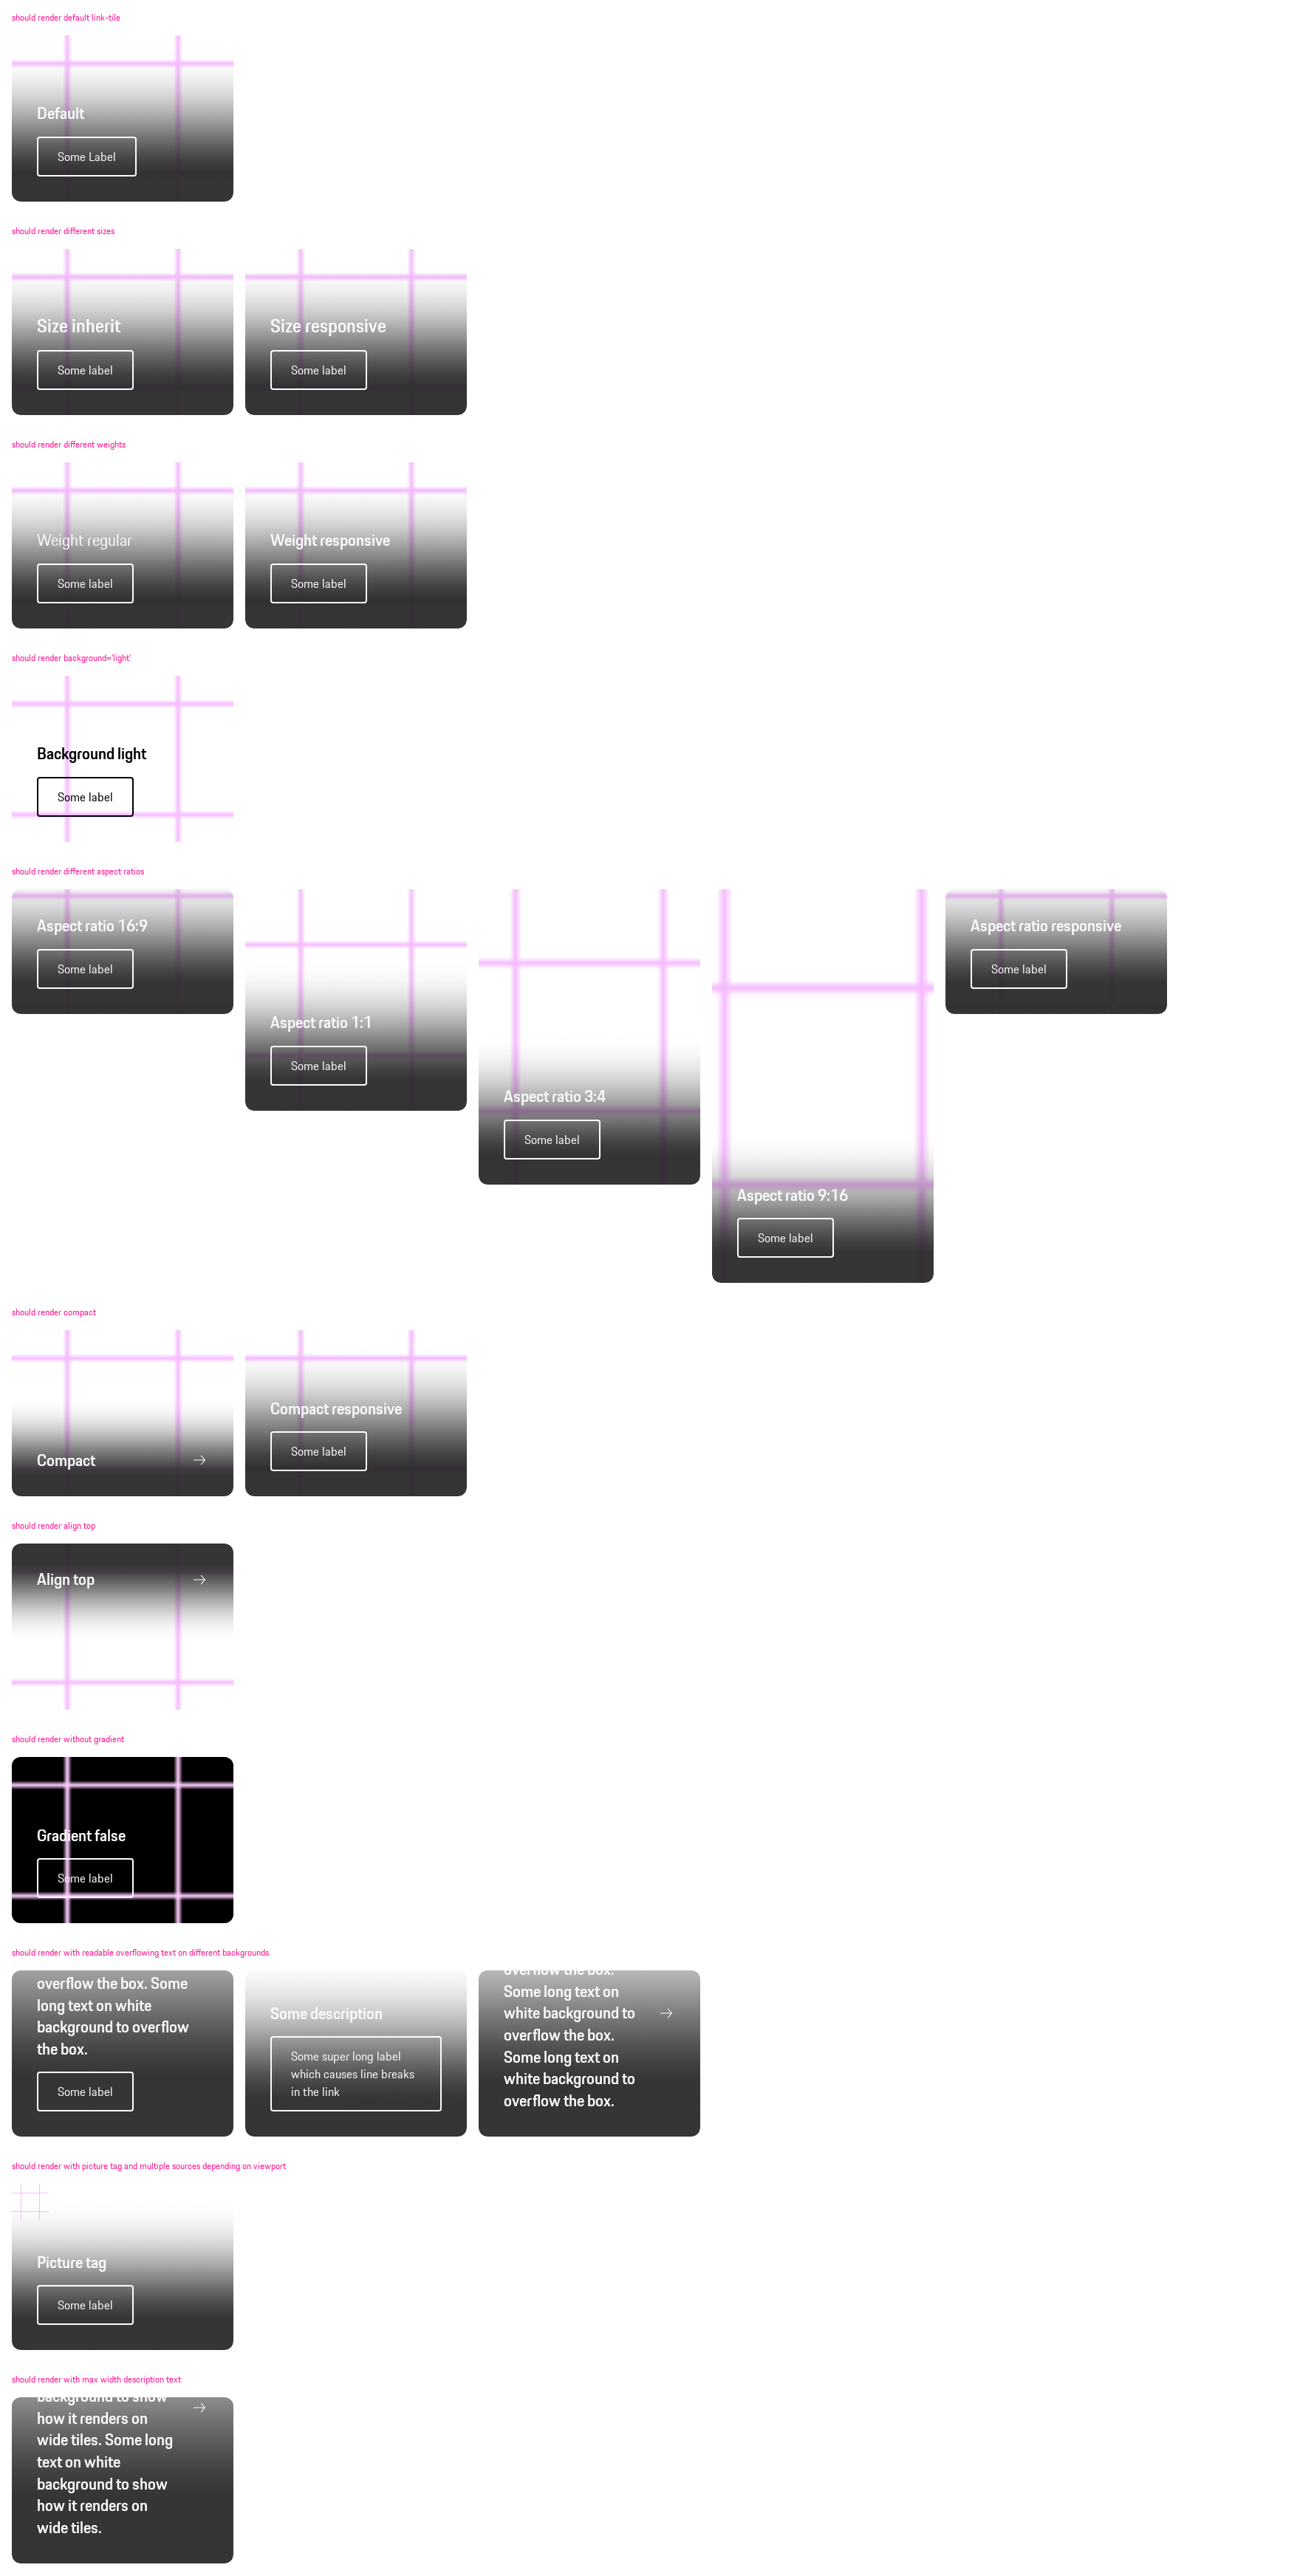 should render default link-tile
Default
Some Label
should render different sizes
Size inherit
Some label
Size responsive
Some label
should render different weights
Weight regular
Some label
Weight responsive
Some label
should render background='light'
Background light
Some label
should render different aspect ratios
Aspect ratio 16:9
Some label
Aspect ratio 1:1
Some label
Aspect ratio 3:4
Some label
Aspect ratio 9:16
Some label
Aspect ratio responsive
Some label
should render compact
Compact
Compact responsive
Some label
should render align top
Align top
should render without gradient
Gradient false
Some label
should render with readable overflowing text on different backgrounds
overflow the box. Some
long text on white
background to overflow
the box.
Some label
Some description
Some super long label
which causes line breaks
in the link
overflow the box.
Some long text on
white background to
overflow the box.
Some long text on
white background to
overflow the box.
should render with picture tag and multiple sources depending on viewport
Picture tag
Some label
should render with max width description text
background to show
how it renders on
wide tiles. Some long
text on white
background to show
how it renders on
wide tiles.